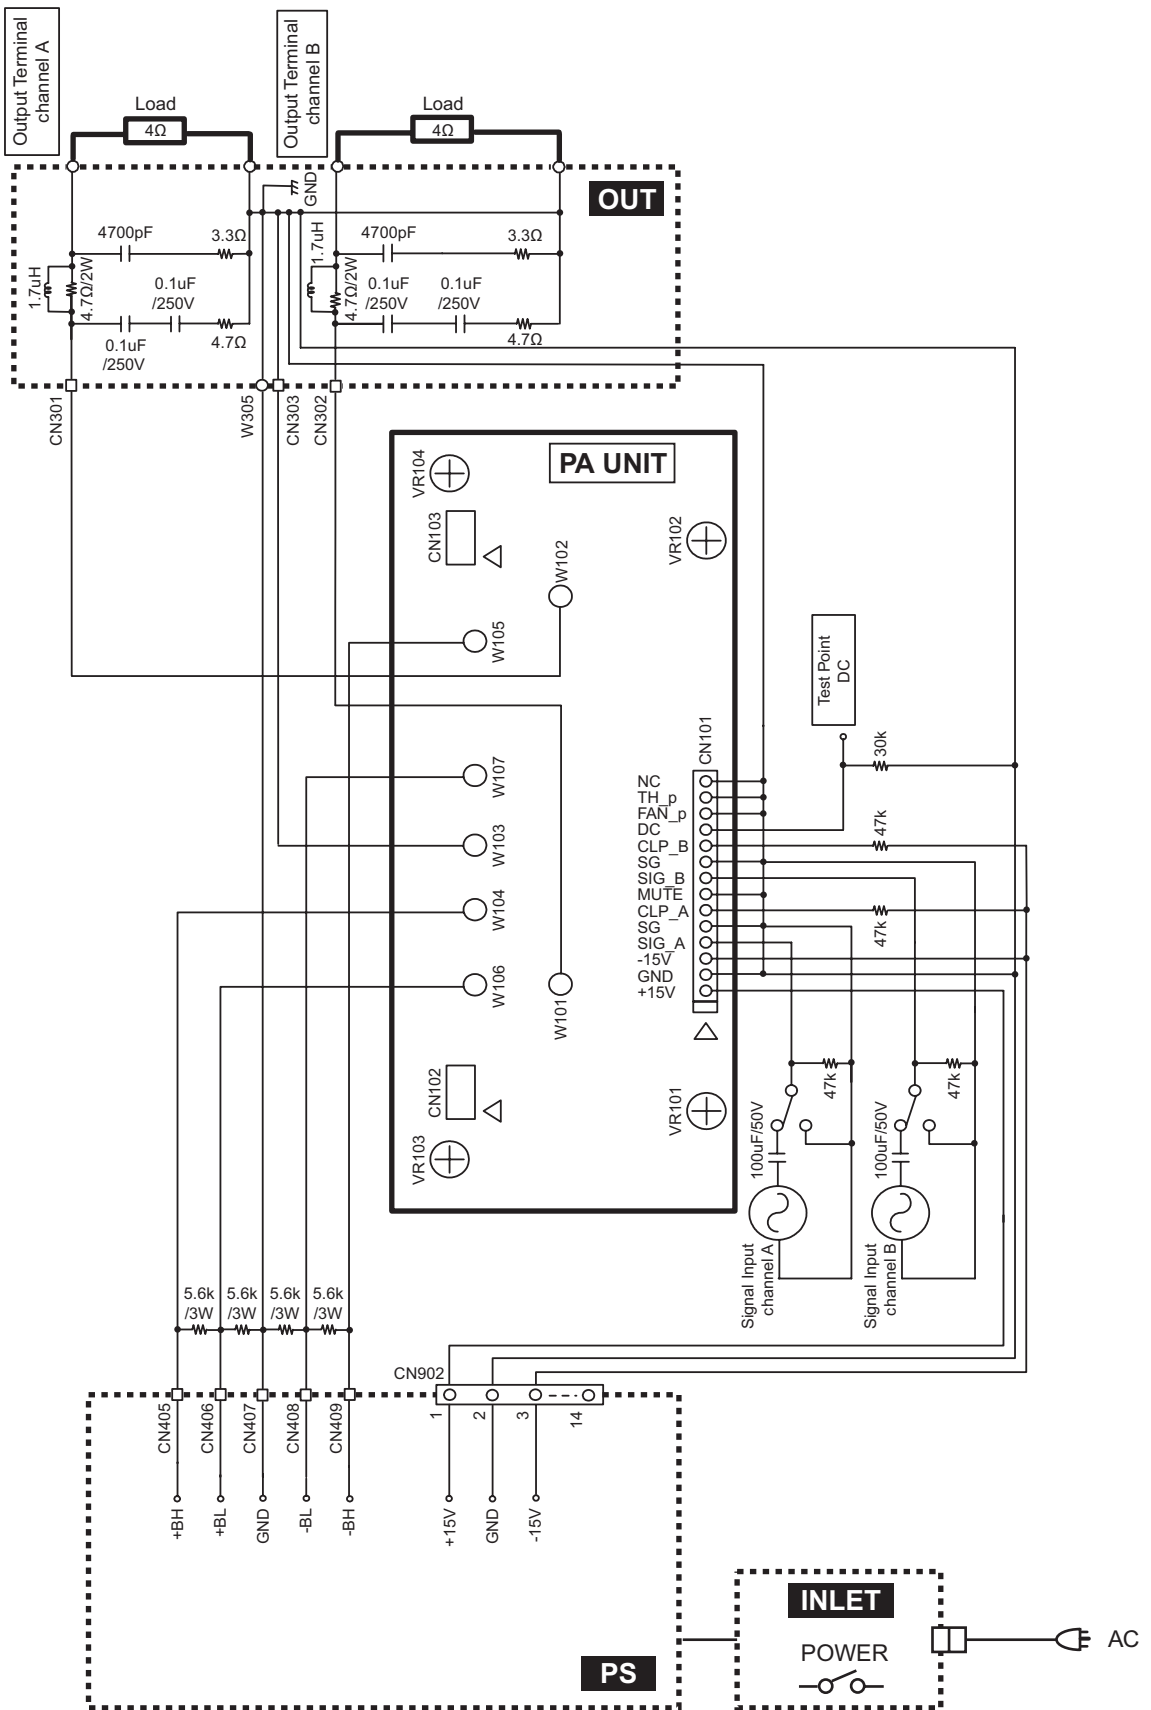 Output Terminal
channel A
Load
4Ω
Output Terminal
channel B
Load
4Ω
OUT
GND
4700pF
3.3Ω
1.7uH
4.7Ω/2W
0.1uF
/250V
0.1uF
/250V
4.7Ω
1.7uH
4700pF
3.3Ω
4.7Ω/2W
0.1uF
/250V
0.1uF
/250V
4.7Ω
CN301
W305
CN303
CN302
PA UNIT
VR104
CN103
VR102
W102
W105
Test Point
DC
CN101
30k
W107
NC
TH_p
FAN_p
DC
CLP_B
SG
SIG_B
MUTE
CLP_A
SG
SIG_A
-15V
GND
+15V
47k
W103
W104
47k
W106
W101
CN102
VR101
VR103
47k
47k
100uF/50V
100uF/50V
Signal Input
channel A
Signal Input
channel B
5.6k
/3W
5.6k
/3W
5.6k
/3W
5.6k
/3W
CN902
1
2
3
14
CN405
CN406
CN407
CN408
CN409
+BH
+BL
GND
-BL
-BH
+15V
GND
-15V
PS
INLET
POWER
AC